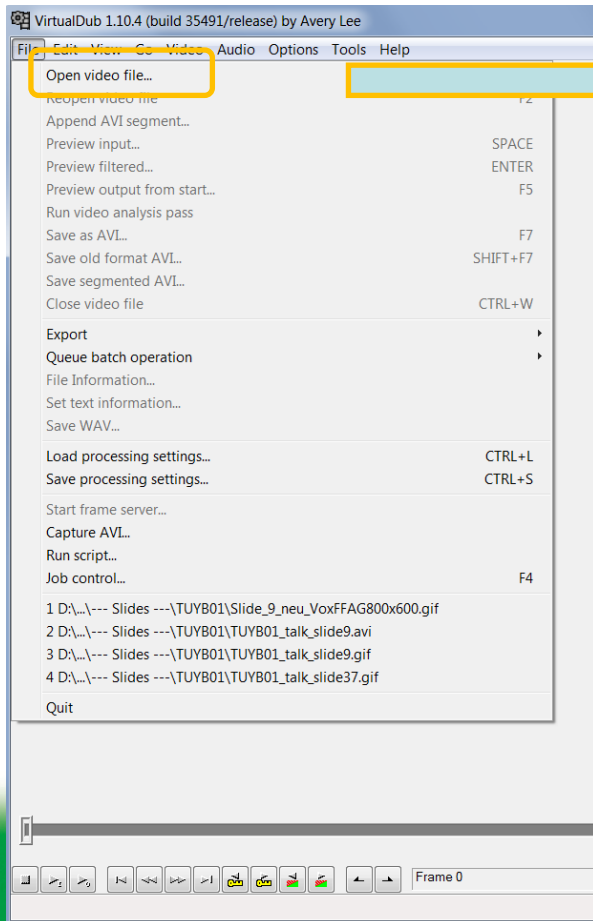 VirtualDub 1.10.4 (build 35491/release) by Avery Lee
File Edit View Go Video Audio Options Tools Help
Open video file...
Reopen video file F2
Append AVI segment...
Preview input... SPACE
Preview filtered... ENTER
Preview output from start... F5
Run video analysis pass
Save as AVI... F7
Save old format AVI... SHIFT+F7
Save segmented AVI...
Close video file CTRL+W
Export
Queue batch operation
File Information...
Set text information...
Save WAV...
Load processing settings... CTRL+L
Save processing settings... CTRL+S
Start frame server...
Capture AVI...
Run script...
Job control... F4
1 D:\...\--- Slides ---\TUYB01\Slide_9_neu_VoxFFAG800x600.gif
2 D:\...\--- Slides ---\TUYB01\TUYB01_talk_slide9.avi
3 D:\...\--- Slides ---\TUYB01\TUYB01_talk_slide9.gif
4 D:\...\--- Slides ---\TUYB01\TUYB01_talk_slide37.gif
Quit
Frame 0